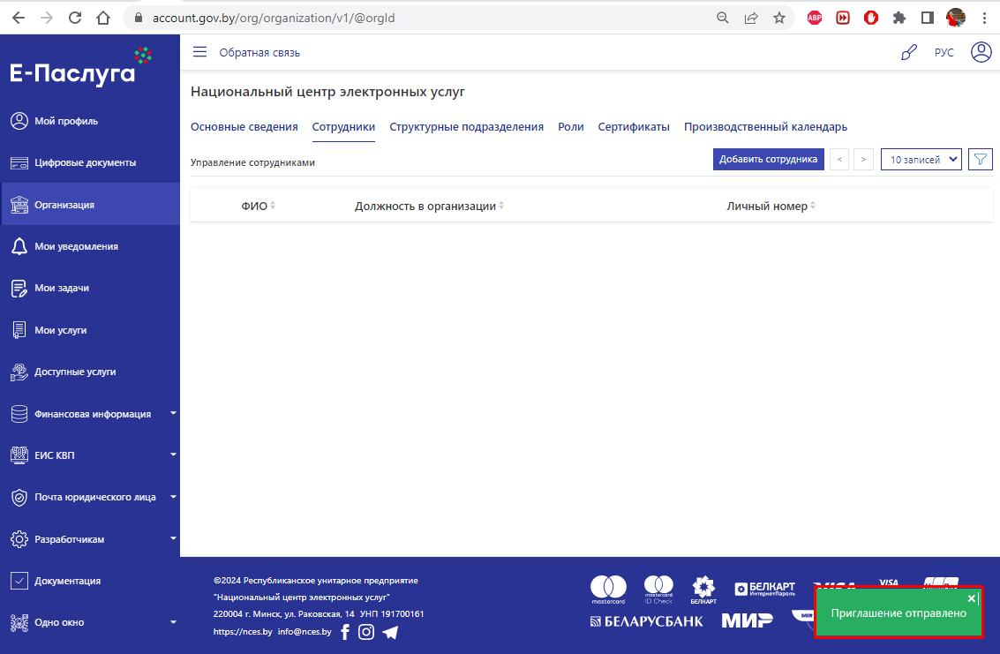 account.gov.by/org/organization/v1/@orgId
ABP
Е-Паслуга
Обратная связь
РУС
Национальный центр электронных услуг
Мой профиль
Цифровые документы
Организация
Мои уведомления
Мои задачи
Мои услуги
Доступные услуги
Финансовая информация
ЕИС КВП
Почта юридического лица
Разработчикам
Документация
Одно окно
Основные сведения Сотрудники Структурные подразделения Роли Сертификаты Производственный календарь
Управление сотрудниками
Добавить сотрудника < > 10 записей
ФИО Должность в организации Личный номер
©2024 Республиканское унитарное предприятие
"Национальный центр электронных услуг"
220004 г. Минск, ул. Раковская, 14 УНП 191700161
https://nces.by info@nces.by
mastercard
mastercard
ID Check
БЕЛКАРТ
БЕЛКАРТ
ИнтернетПароль
VISA
VISA
БЕЛАРУСБАНК
МИР
MIR
Приглашение отправлено
×